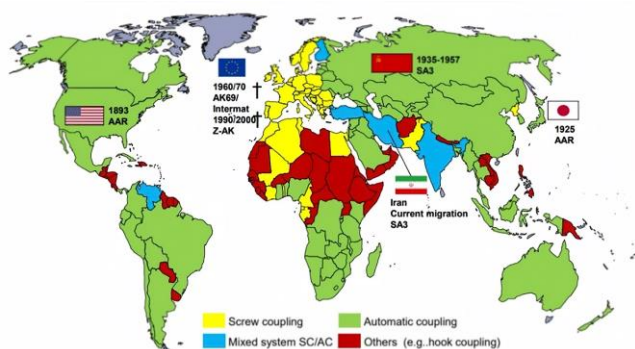 1893
AAR
1960/70
AK69/
Intermat
1990/2000
Z-AK
1935-1957
SA3
1925
AAR
Iran
Current migration
SA3
Screw coupling
Automatic coupling
Mixed system SC/AC
Others (e.g..hook coupling)